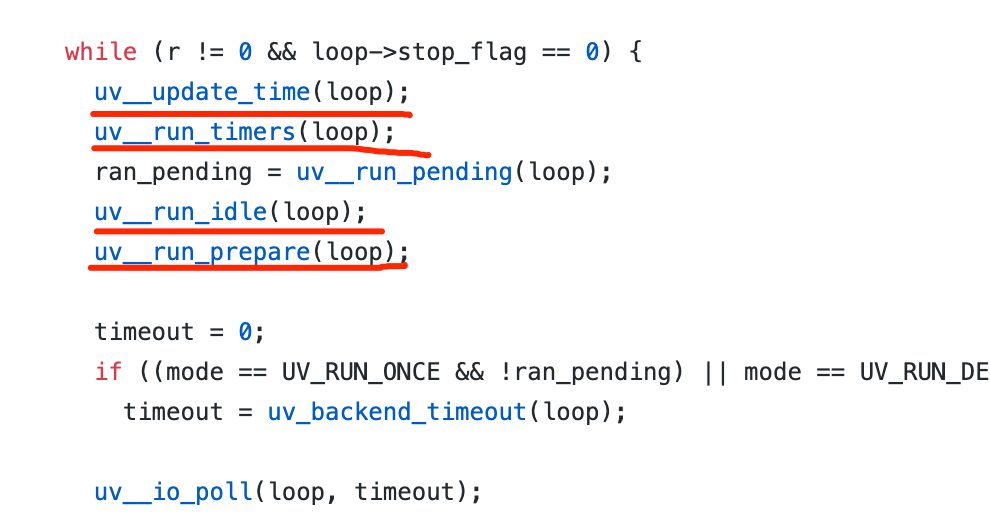 while (r != 0 && loop->stop_flag == 0) {
uv__update_time(loop);
uv__run_timers(loop);
ran_pending = uv__run_pending(loop);
uv__run_idle(loop);
uv__run_prepare(loop);
timeout = 0;
if ((mode == UV_RUN_ONCE && !ran_pending) || mode == UV_RUN_DE
timeout = uv_backend_timeout(loop);
uv__io_poll(loop, timeout);